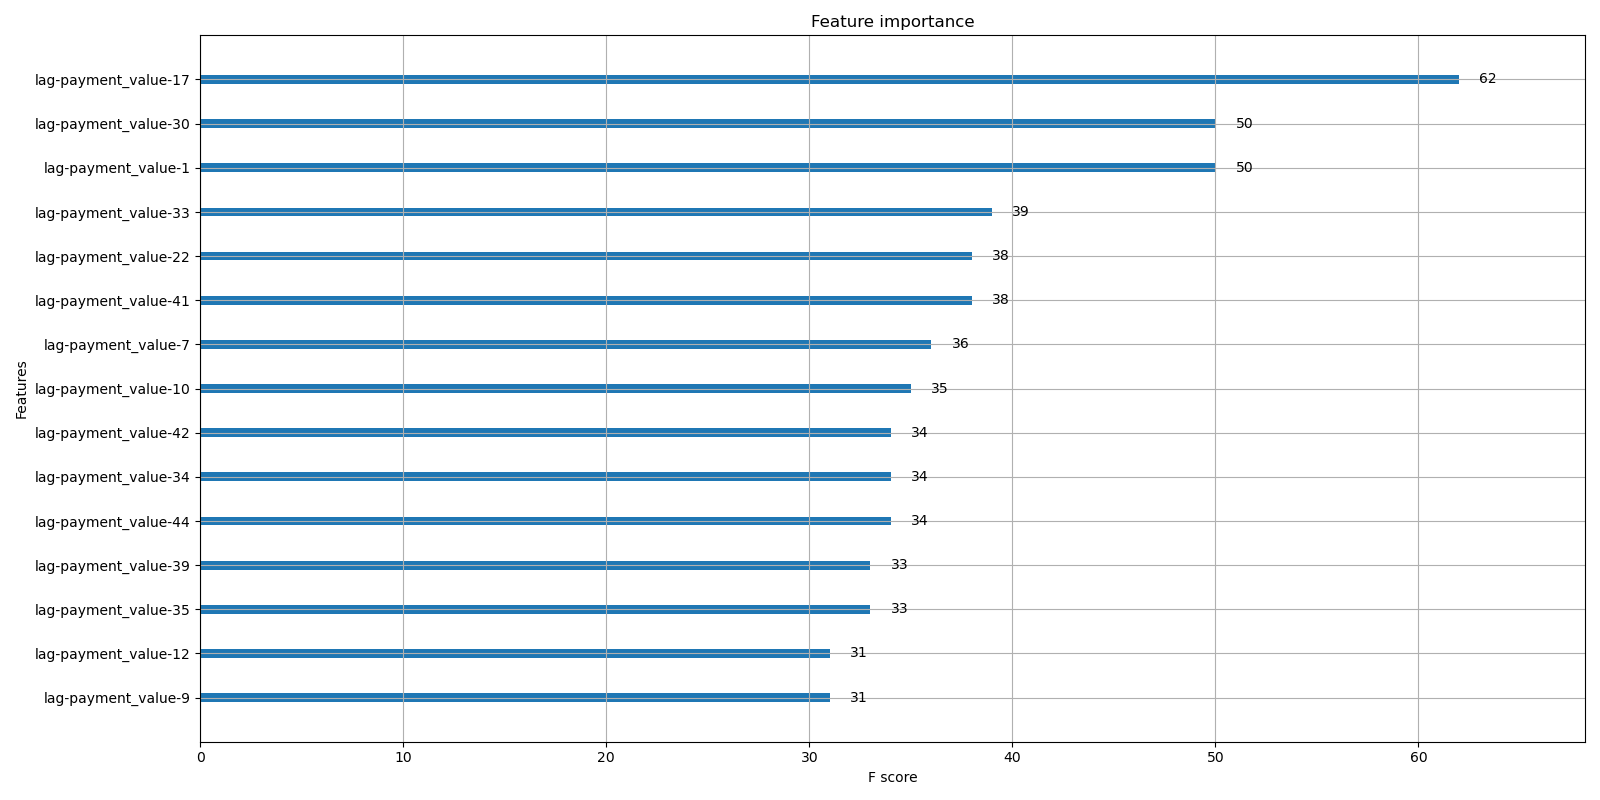 Feature importance
lag-payment_value-17 62
lag-payment_value-30 50
lag-payment_value-1 50
lag-payment_value-33 39
lag-payment_value-22 38
lag-payment_value-41 38
lag-payment_value-7 36
lag-payment_value-10 35
lag-payment_value-42 34
lag-payment_value-34 34
lag-payment_value-44 34
lag-payment_value-39 33
lag-payment_value-35 33
lag-payment_value-12 31
lag-payment_value-9 31
Features
0 10 20 30 40 50 60
F score